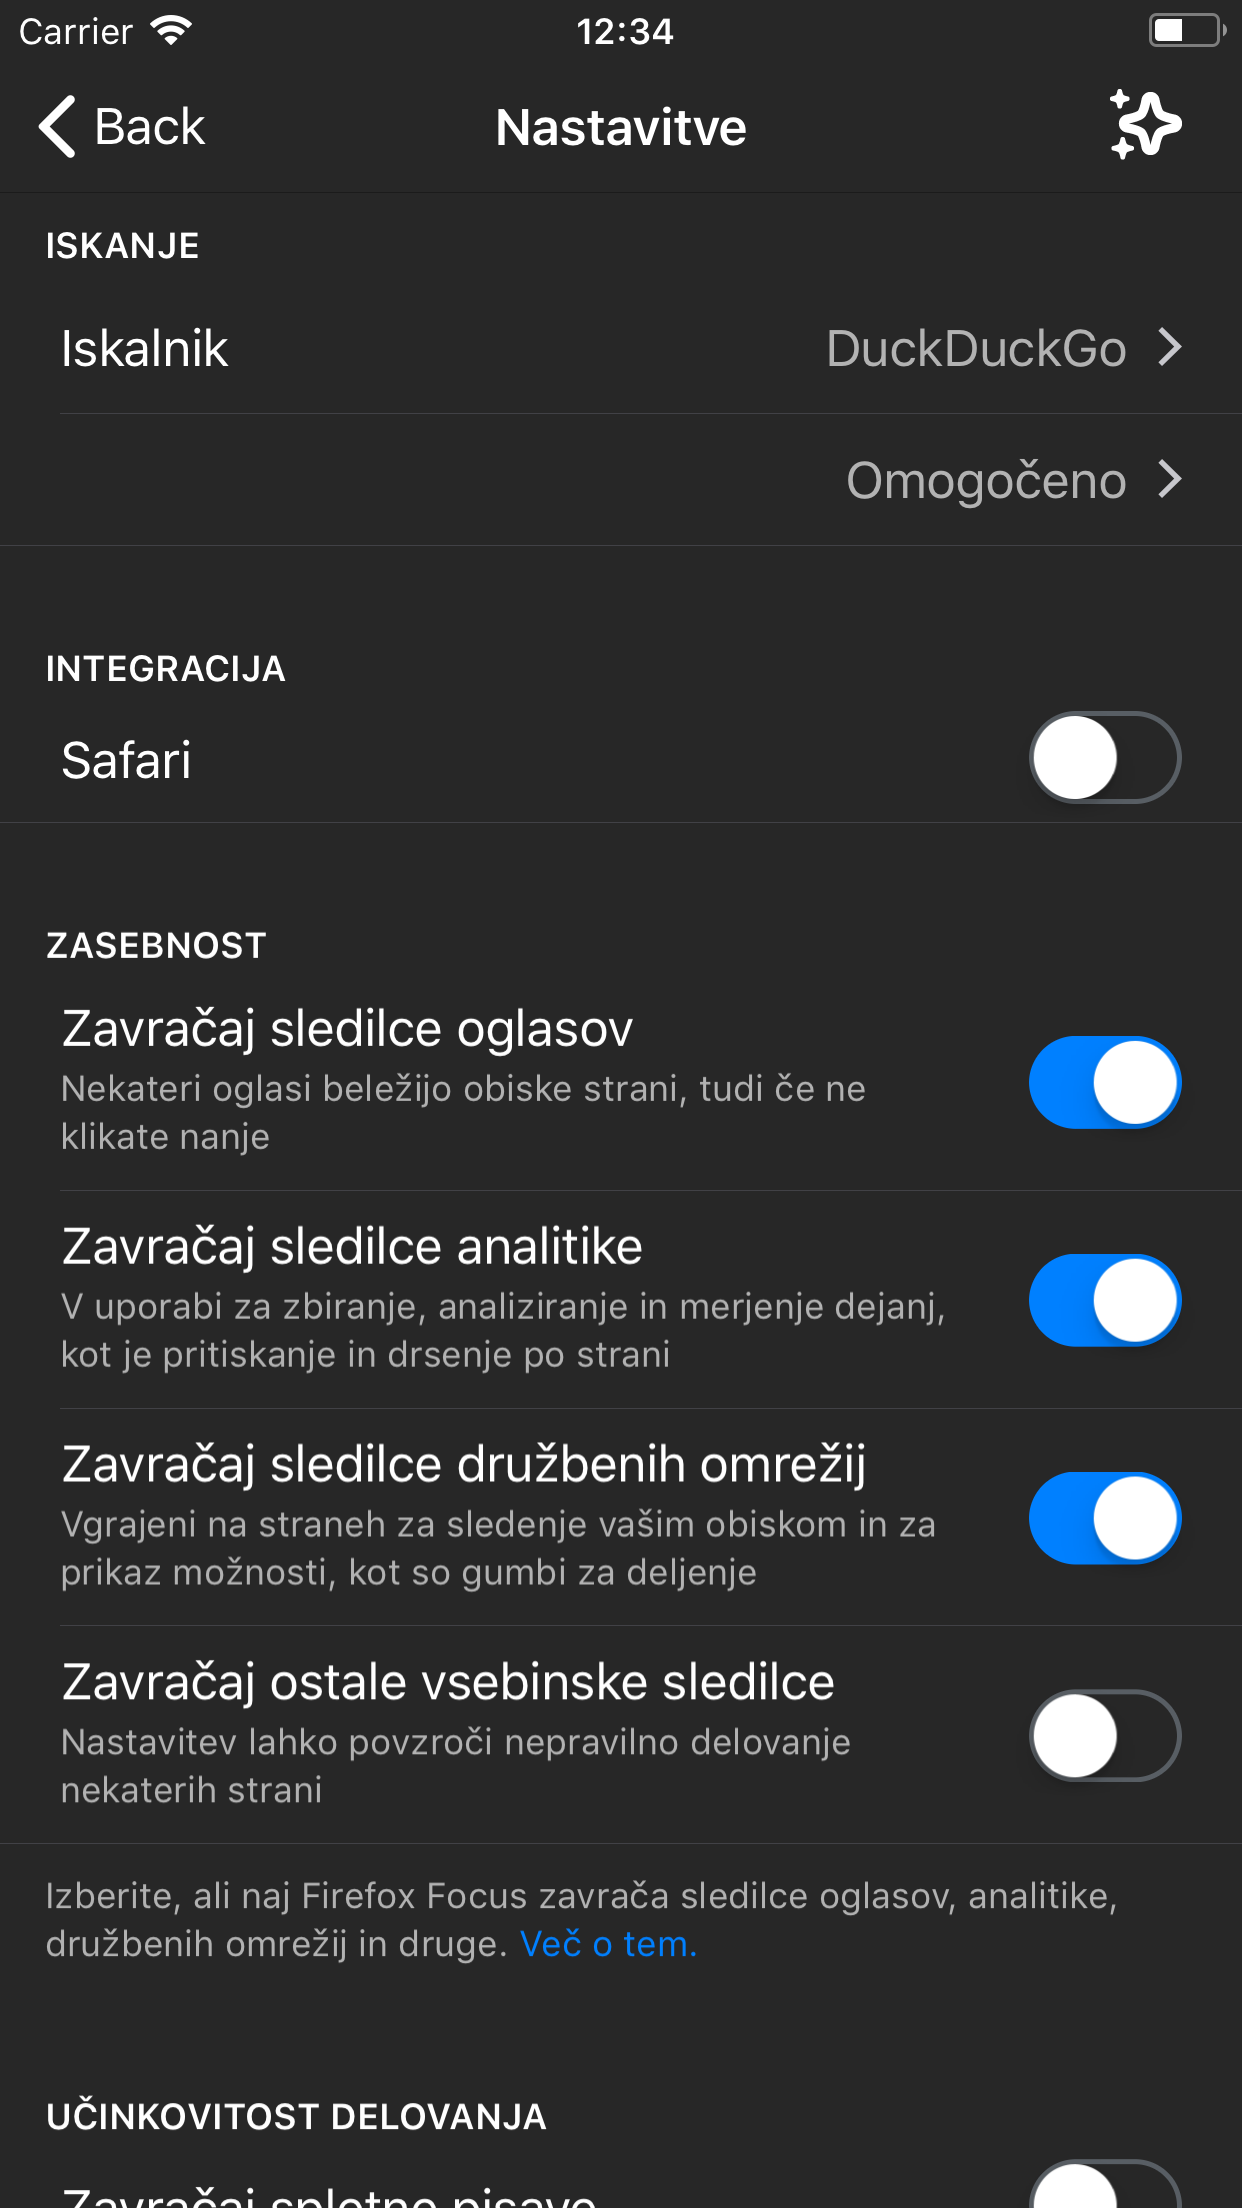 Carrier
12:34
Back
Nastavitve
ISKANJE
Iskalnik
DuckDuckGo
Omogočeno
INTEGRACIJA
Safari
ZASEBNOST
Zavračaj sledilce oglasov
Nekateri oglasi beležijo obiske strani, tudi če ne
klikate nanje
Zavračaj sledilce analitike
V uporabi za zbiranje, analiziranje in merjenje dejanj,
kot je pritiskanje in drsenje po strani
Zavračaj sledilce družbenih omrežij
Vgrajeni na straneh za sledenje vašim obiskom in za
prikaz možnosti, kot so gumbi za deljenje
Zavračaj ostale vsebinske sledilce
Nastavitev lahko povzroči nepravilno delovanje
nekaterih strani
Izberite, ali naj Firefox Focus zavrača sledilce oglasov, analitike,
družbenih omrežij in druge. Več o tem.
UČINKOVITOST DELOVANJA
Zavračaj spletne pisave